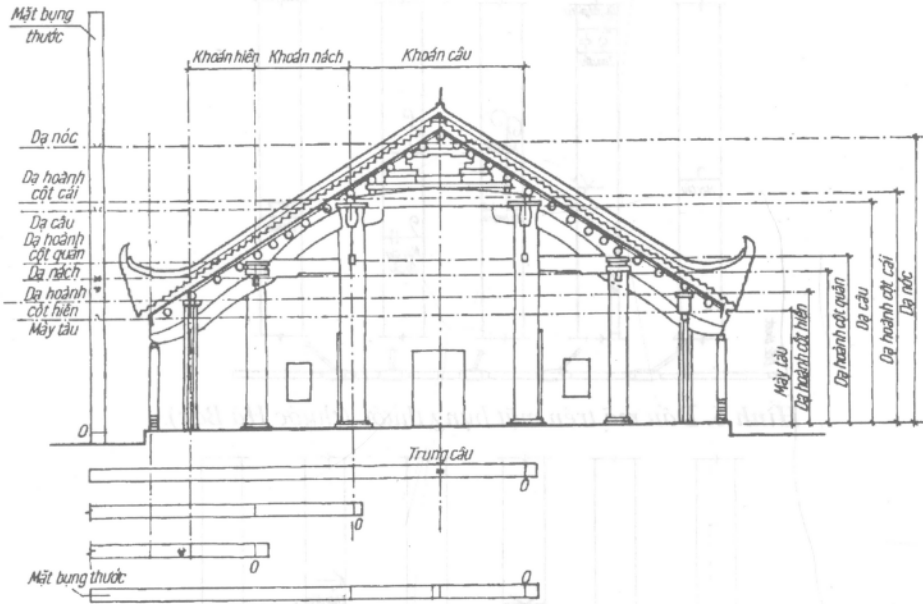 Mặt bụng
thước
Khoán hiên
Khoán nách
Khoán câu
Dạ nóc
Dạ hoành
cột cái
Dạ câu
Dạ hoành
cột quân
Dạ nách
Dạ hoành
cột hiên
Mày tàu
0
Mày tàu
Dạ hoành cột hiên
Dạ hoành cột quân
Dạ câu
Dạ hoành cột cái
Dạ nóc
Trung câu
0
0
0
Mặt bụng thước
0